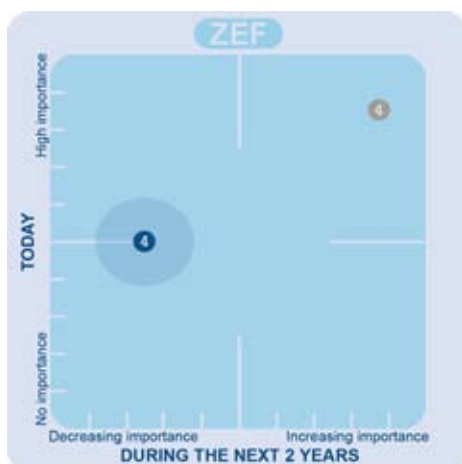 ZEF
High importance
4
4
TODAY
No importance
Decreasing importance
Increasing importance
DURING THE NEXT 2 YEARS